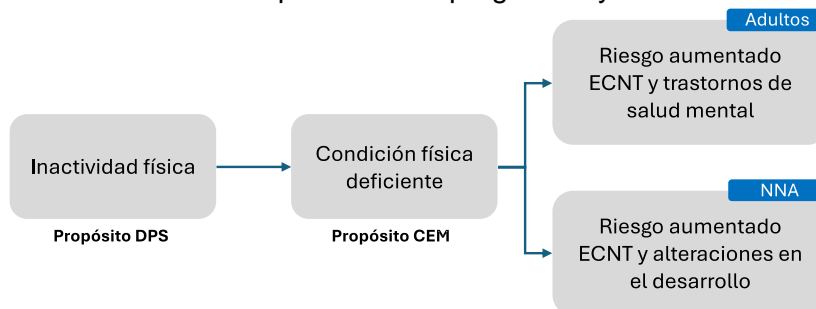 Adultos
Riesgo aumentado
ECNT y trastornos de
salud mental
Inactividad física
Propósito DPS
Condición física
deficiente
Propósito CEM
NNA
Riesgo aumentado
ECNT y alteraciones en
el desarrollo